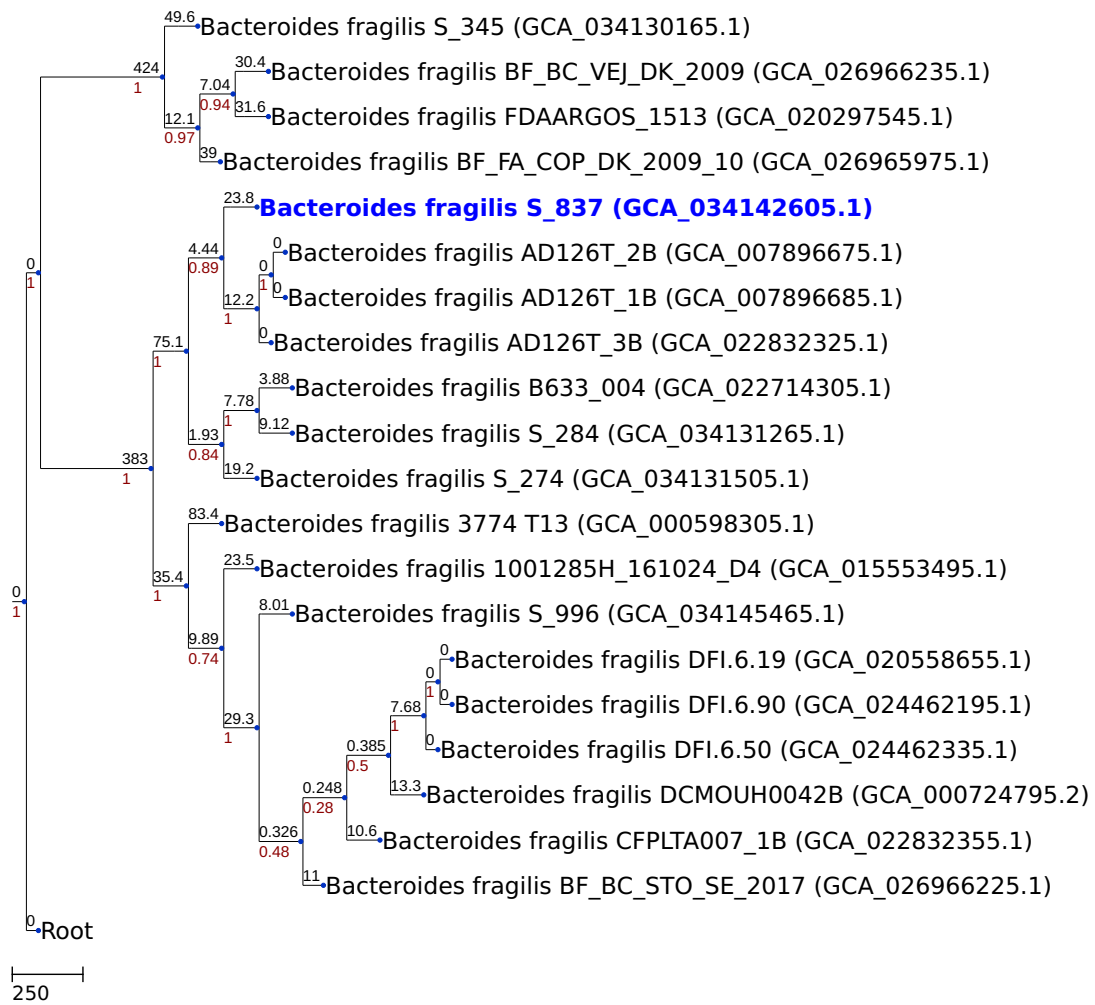 49.6
Bacteroides fragilis S_345 (GCA_034130165.1)
424
1
30.4
Bacteroides fragilis BF_BC_VEJ_DK_2009 (GCA_026966235.1)
7.04
0.94
31.6
Bacteroides fragilis FDAARGOS_1513 (GCA_020297545.1)
12.1
0.97
39
Bacteroides fragilis BF_FA_COP_DK_2009_10 (GCA_026965975.1)
23.8
Bacteroides fragilis S_837 (GCA_034142605.1)
4.44
0.89
0
Bacteroides fragilis AD126T_2B (GCA_007896675.1)
0
1
0
1
0
Bacteroides fragilis AD126T_1B (GCA_007896685.1)
12.2
1
0
Bacteroides fragilis AD126T_3B (GCA_022832325.1)
75.1
1
3.88
Bacteroides fragilis B633_004 (GCA_022714305.1)
7.78
1
9.12
Bacteroides fragilis S_284 (GCA_034131265.1)
1.93
0.84
19.2
Bacteroides fragilis S_274 (GCA_034131505.1)
383
1
83.4
Bacteroides fragilis 3774 T13 (GCA_000598305.1)
23.5
Bacteroides fragilis 1001285H_161024_D4 (GCA_015553495.1)
35.4
1
8.01
Bacteroides fragilis S_996 (GCA_034145465.1)
0
1
9.89
0.74
0
Bacteroides fragilis DFI.6.19 (GCA_020558655.1)
0
1
0
Bacteroides fragilis DFI.6.90 (GCA_024462195.1)
7.68
1
29.3
1
0
Bacteroides fragilis DFI.6.50 (GCA_024462335.1)
0.385
0.5
13.3
Bacteroides fragilis DCMOUH0042B (GCA_000724795.2)
0.248
0.28
10.6
Bacteroides fragilis CFPLTA007_1B (GCA_022832355.1)
0.326
0.48
11
Bacteroides fragilis BF_BC_STO_SE_2017 (GCA_026966225.1)
0
Root
250